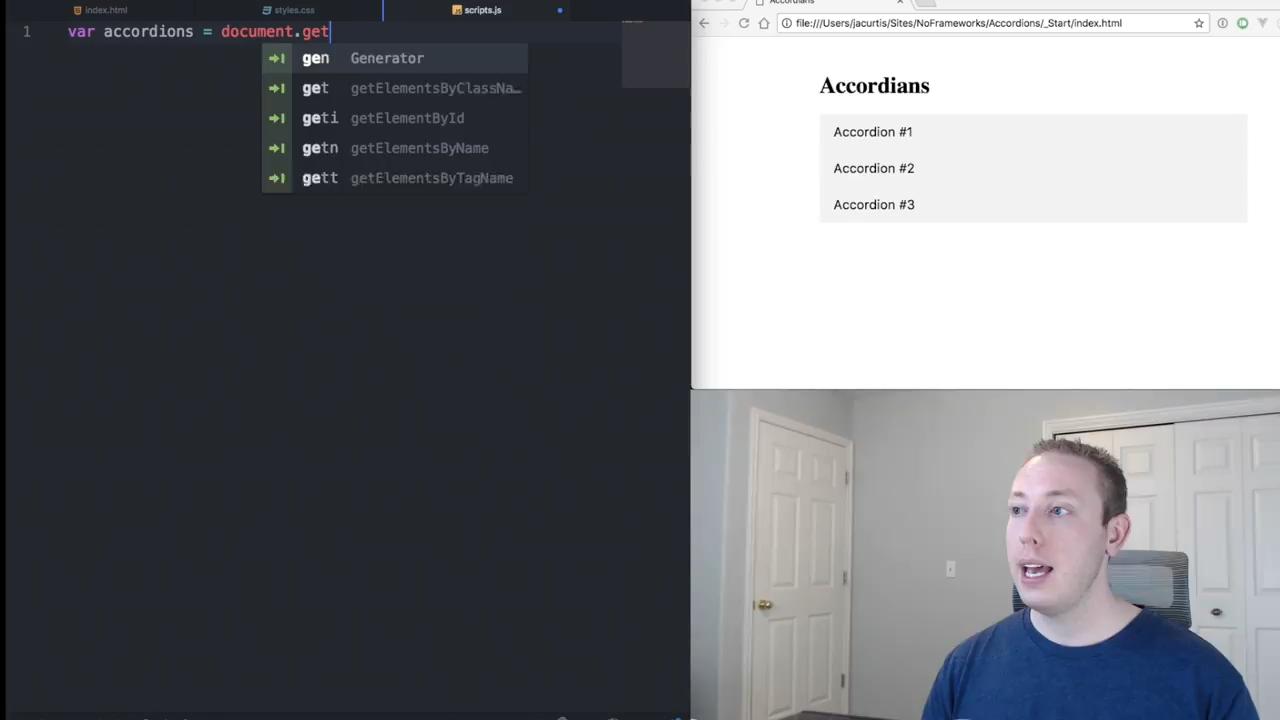 index.html
styles.css
scripts.js
1 var accordions = document.get
gen Generator
get getElementsByClassNa…
geti getElementById
getn getElementsByName
gett getElementsByTagName
Accordians
file:///Users/jacurtis/Sites/NoFrameworks/Accordions/_Start/index.html
Accordians
Accordion #1
Accordion #2
Accordion #3